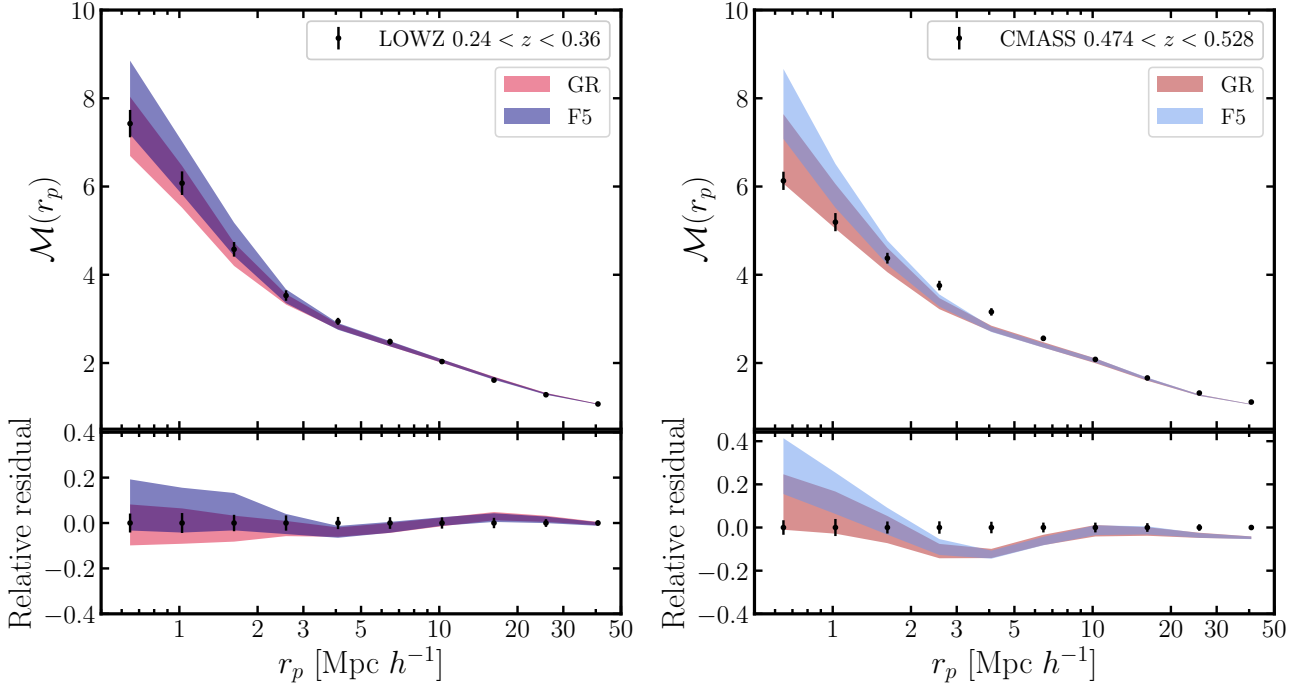 LOWZ 0.24 < z < 0.36
GR
F5
10
8
6
4
2
M(r_p)
0.4
0.2
0.0
−0.2
−0.4
Relative residual
1 2 3 5 10 20 30 50
r_p [Mpc h⁻¹]
CMASS 0.474 < z < 0.528
GR
F5
10
8
6
4
2
M(r_p)
0.4
0.2
0.0
−0.2
−0.4
Relative residual
1 2 3 5 10 20 30 50
r_p [Mpc h⁻¹]